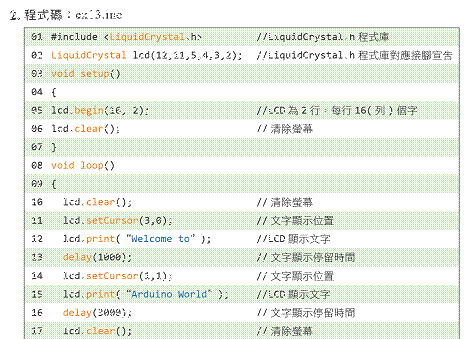 2. 程式碼：ex13.ino
01 #include <LiquidCrystal.h> //LiquidCrystal.h 程式庫
02 LiquidCrystal lcd(12,11,5,4,3,2); //LiquidCrystal.h 程式庫對應接腳宣告
03 void setup()
04 {
05 lcd.begin(16, 2); //LCD 為 2 行，每行 16(列) 個字
06 lcd.clear(); // 清除螢幕
07 }
08 void loop()
09 {
10 lcd.clear(); // 清除螢幕
11 lcd.setCursor(3,0); // 文字顯示位置
12 lcd.print( “Welcome to” ); //LCD 顯示文字
13 delay(1000); // 文字顯示停留時間
14 lcd.setCursor(1,1); // 文字顯示位置
15 lcd.print( “Arduino World” ); //LCD 顯示文字
16 delay(3000); // 文字顯示停留時間
17 lcd.clear(); // 清除螢幕